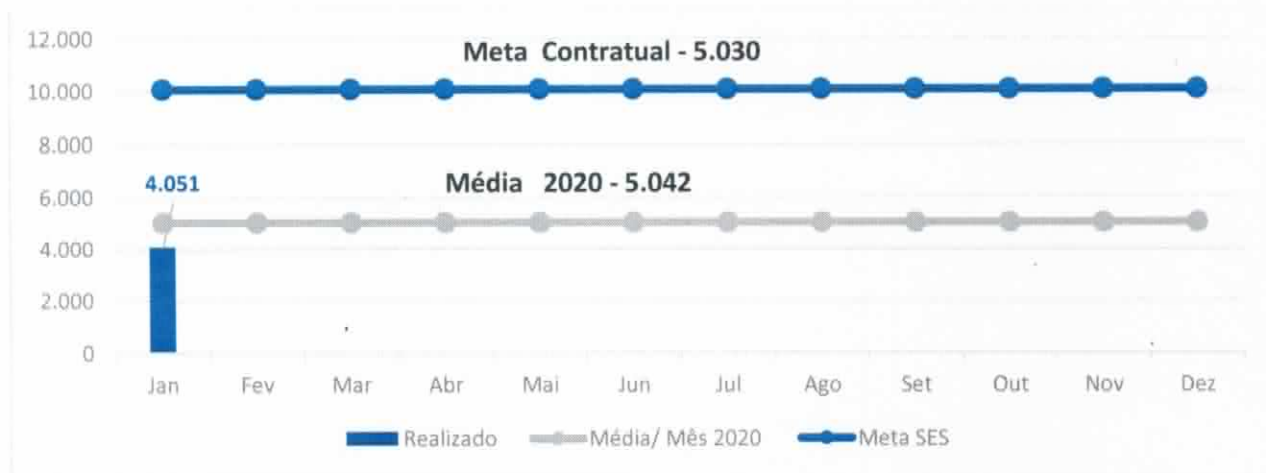 12.000
Meta Contratual - 5.030
10.000
8.000
4.051
Média 2020 - 5.042
6.000
4.000
2.000
0
Jan Fev Mar Abr Mai Jun Jul Ago Set Out Nov Dez
Realizado Média/ Mês 2020 Meta SES